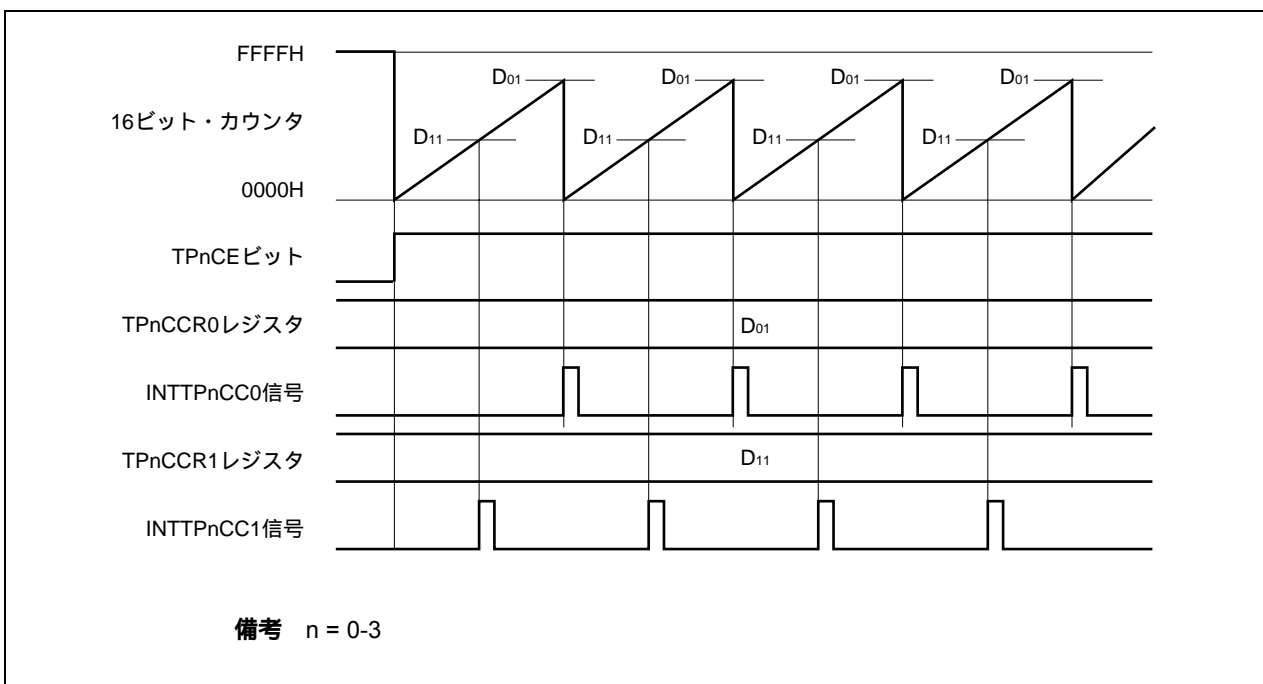 FFFFH
D01 D01 D01 D01
16ビット・カウンタ
D11 D11 D11 D11
0000H
TPnCEビット
TPnCCR0レジスタ D01
INTTPnCC0信号
TPnCCR1レジスタ D11
INTTPnCC1信号
備考 n = 0-3